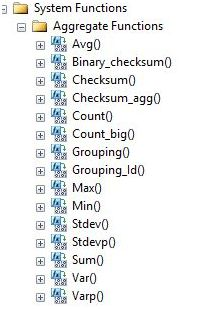 System Functions
Aggregate Functions
Avg()
Binary_checksum()
Checksum()
Checksum_agg()
Count()
Count_big()
Grouping()
Grouping_Id()
Max()
Min()
Stdev()
Stdevp()
Sum()
Var()
Varp()